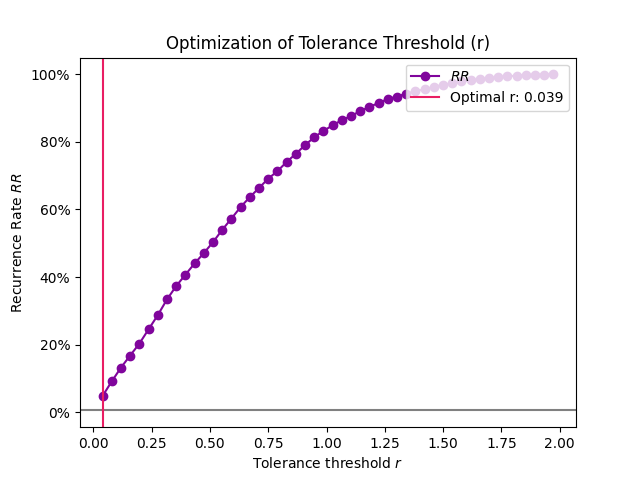 Optimization of Tolerance Threshold (r)
100%
80%
60%
40%
20%
0%
Recurrence Rate RR
RR
Optimal r: 0.039
0.00 0.25 0.50 0.75 1.00 1.25 1.50 1.75 2.00
Tolerance threshold r